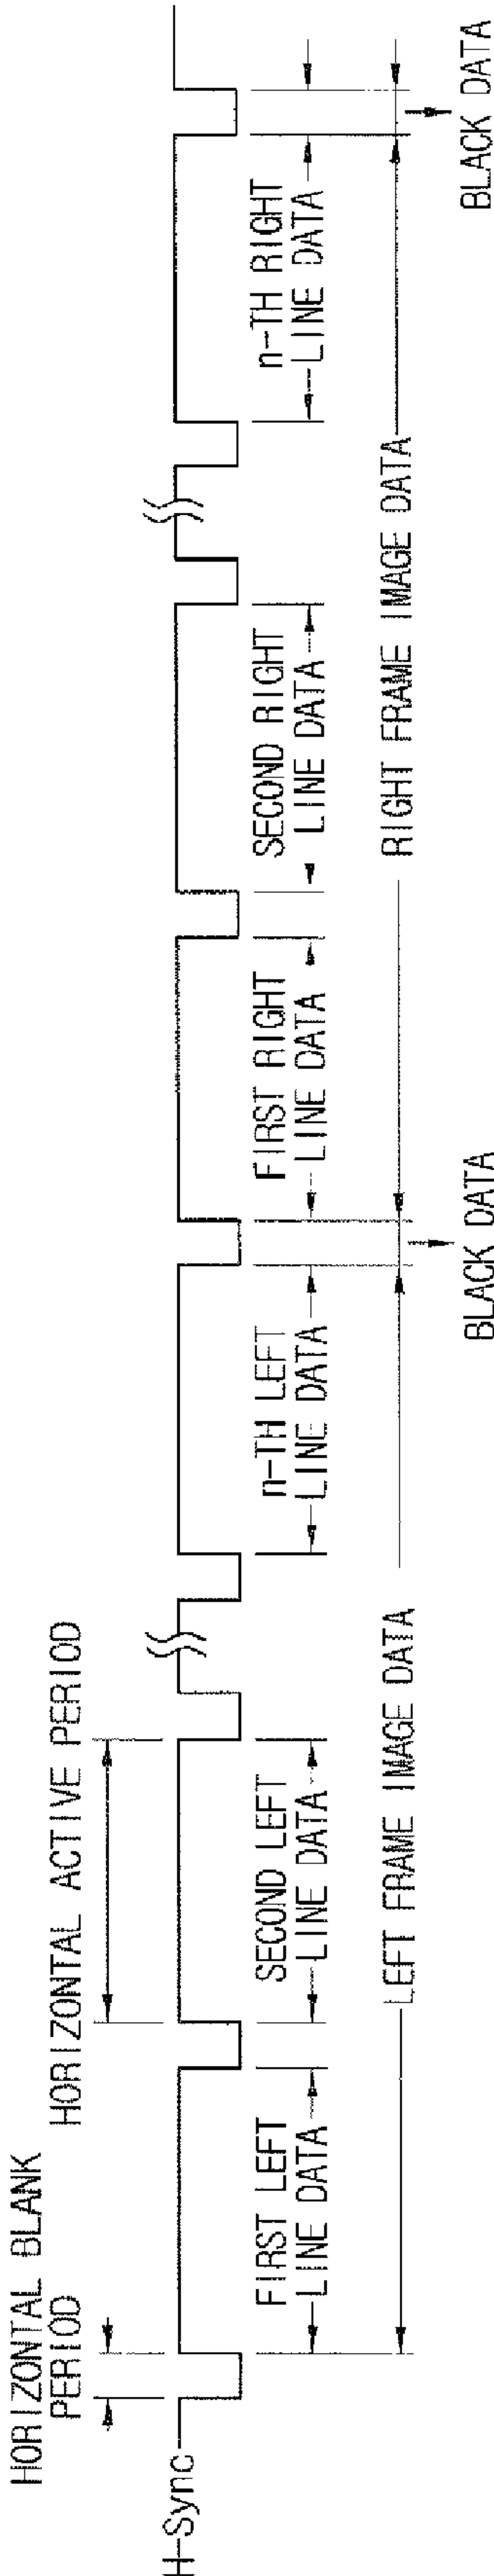 HORIZONTAL BLANK
PERIOD
HORIZONTAL ACTIVE PERIOD
H-Sync
FIRST LEFT
LINE DATA
SECOND LEFT
LINE DATA
n-TH LEFT
LINE DATA
FIRST RIGHT
LINE DATA
SECOND RIGHT
LINE DATA
n-TH RIGHT
LINE DATA
LEFT FRAME IMAGE DATA
RIGHT FRAME IMAGE DATA
BLACK DATA
BLACK DATA